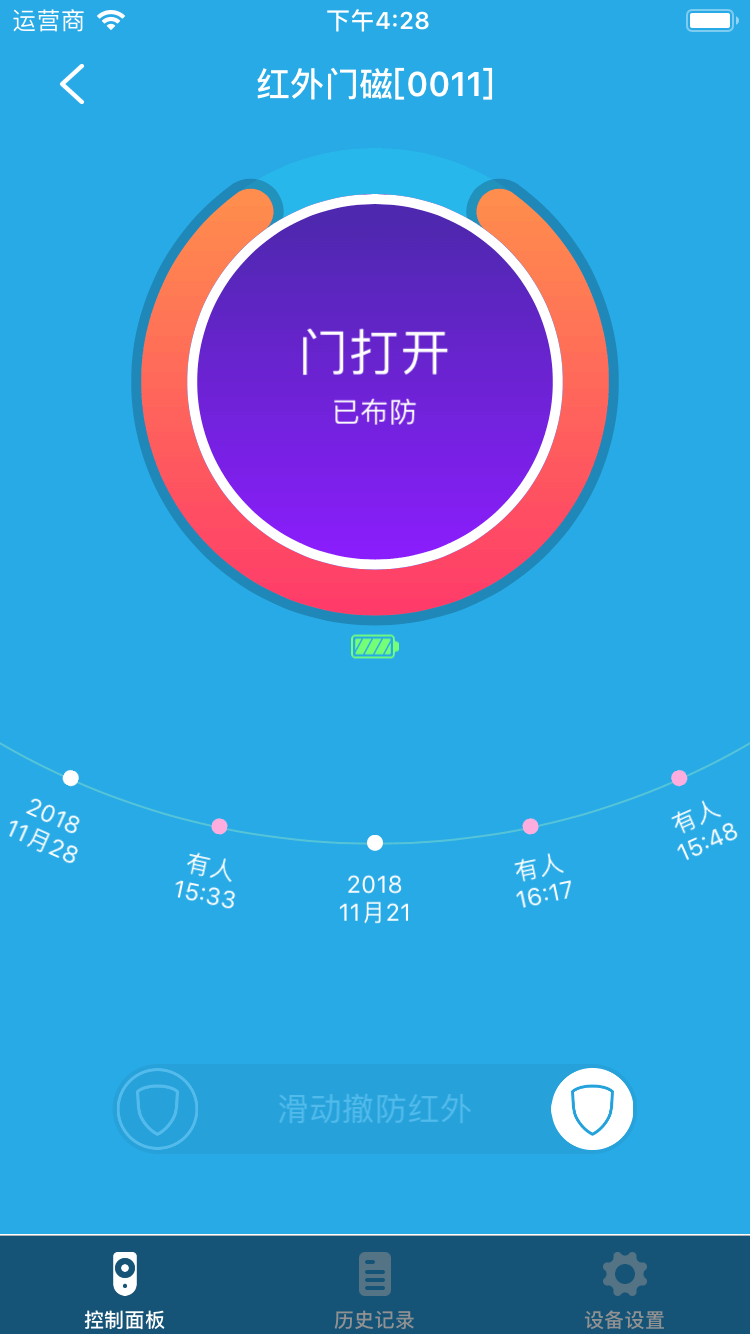 运营商 下午4:28
红外门磁[0011]
门打开
已布防
2018
11月28
有人
15:33
2018
11月21
有人
16:17
有人
15:48
滑动撤防红外
控制面板 历史记录 设备设置